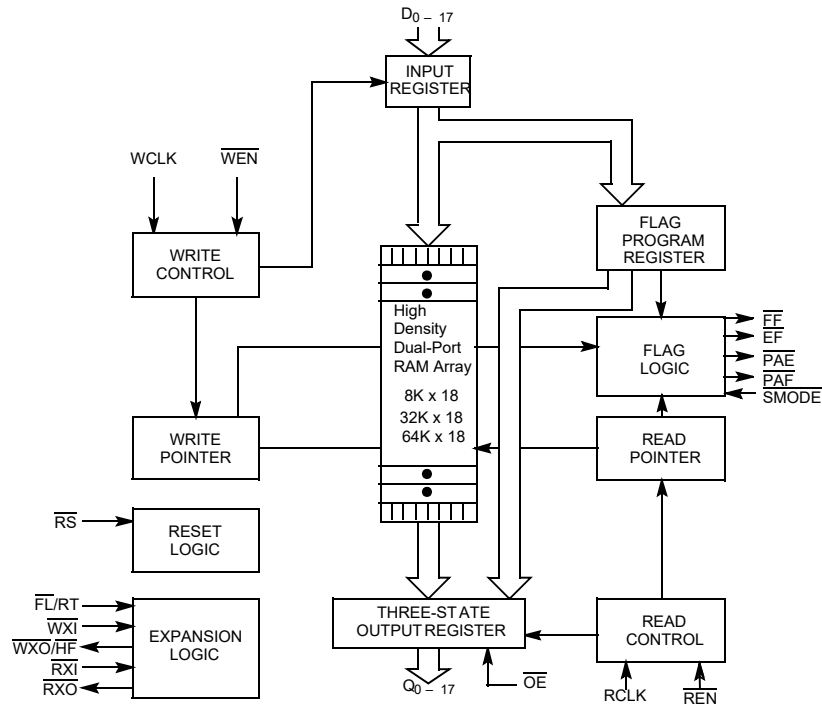 D0 – 17
INPUT
REGISTER
WCLK
WEN
WRITE
CONTROL
FLAG
PROGRAM
REGISTER
High
Density
Dual-Port
RAM Array
8K x 18
32K x 18
64K x 18
FLAG
LOGIC
FF
EF
PAE
PAF
SMODE
WRITE
POINTER
READ
POINTER
RS
RESET
LOGIC
FL/RT
WXI
WXO/HF
RXI
RXO
EXPANSION
LOGIC
THREE-STATE
OUTPUT REGISTER
READ
CONTROL
Q0 – 17
OE
RCLK
REN